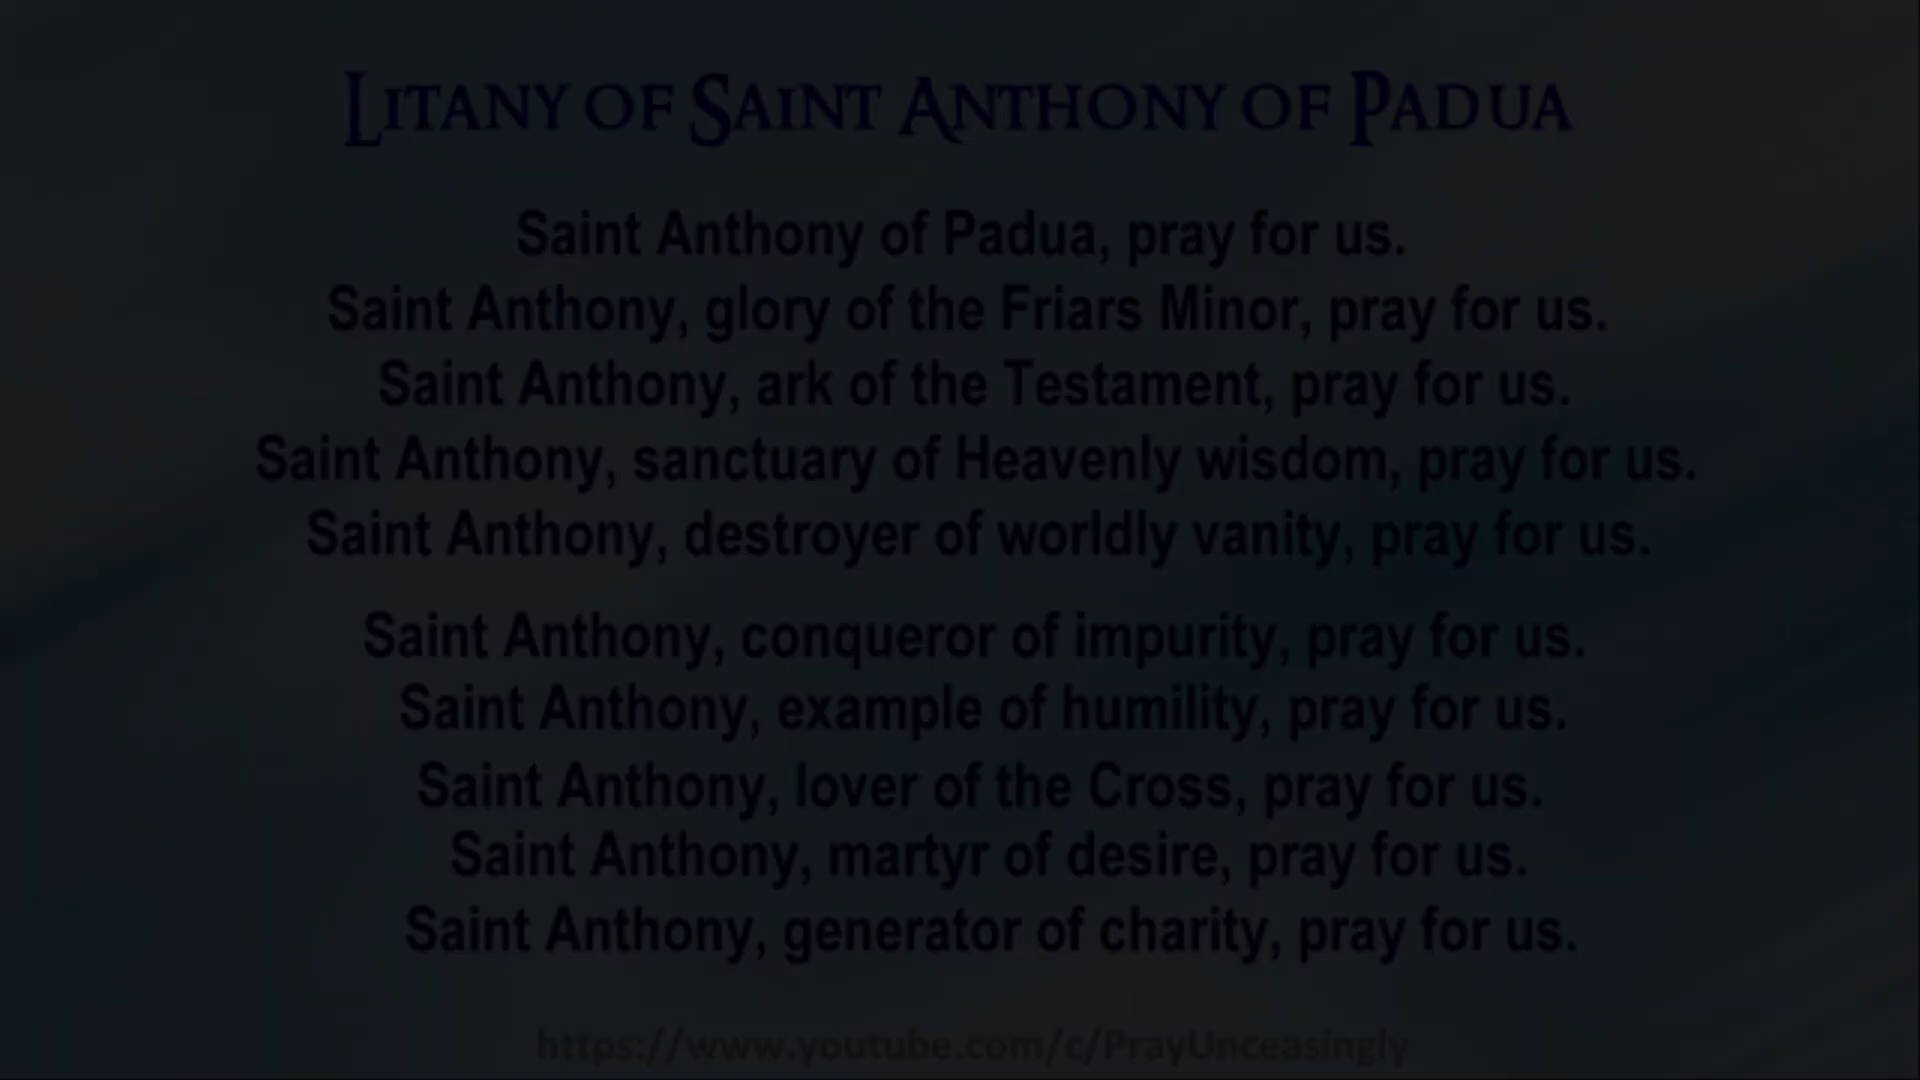 LITANY OF SAINT ANTHONY OF PADUA
Saint Anthony of Padua, pray for us.
Saint Anthony, glory of the Friars Minor, pray for us.
Saint Anthony, ark of the Testament, pray for us.
Saint Anthony, sanctuary of Heavenly wisdom, pray for us.
Saint Anthony, destroyer of worldly vanity, pray for us.
Saint Anthony, conqueror of impurity, pray for us.
Saint Anthony, example of humility, pray for us.
Saint Anthony, lover of the Cross, pray for us.
Saint Anthony, martyr of desire, pray for us.
Saint Anthony, generator of charity, pray for us.
https://www.youtube.com/c/PrayUnceasingly